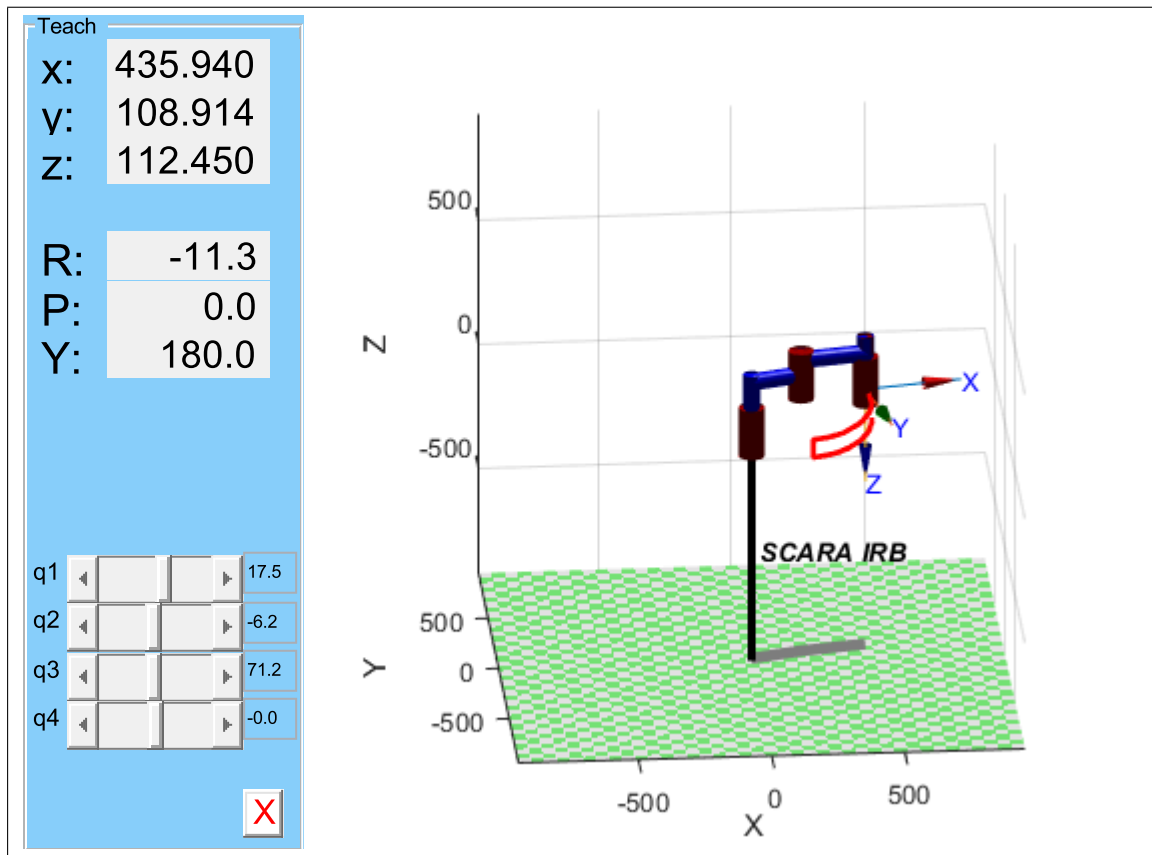 Teach
x: 435.940
y: 108.914
z: 112.450
R: -11.3
P: 0.0
Y: 180.0
q1 17.5
q2 -6.2
q3 71.2
q4 -0.0
X
500
0
-500
Z
X
Y
Z
SCARA IRB
500
0
-500
Y
-500
0
500
X